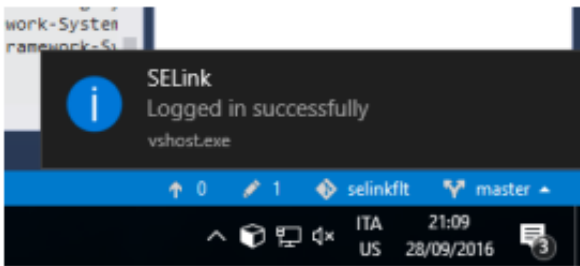 work-System
ramework-Sy
SELink
Logged in successfully
vshost.exe
0 1 selinkflt master
ITA 21:09
US 28/09/2016
3